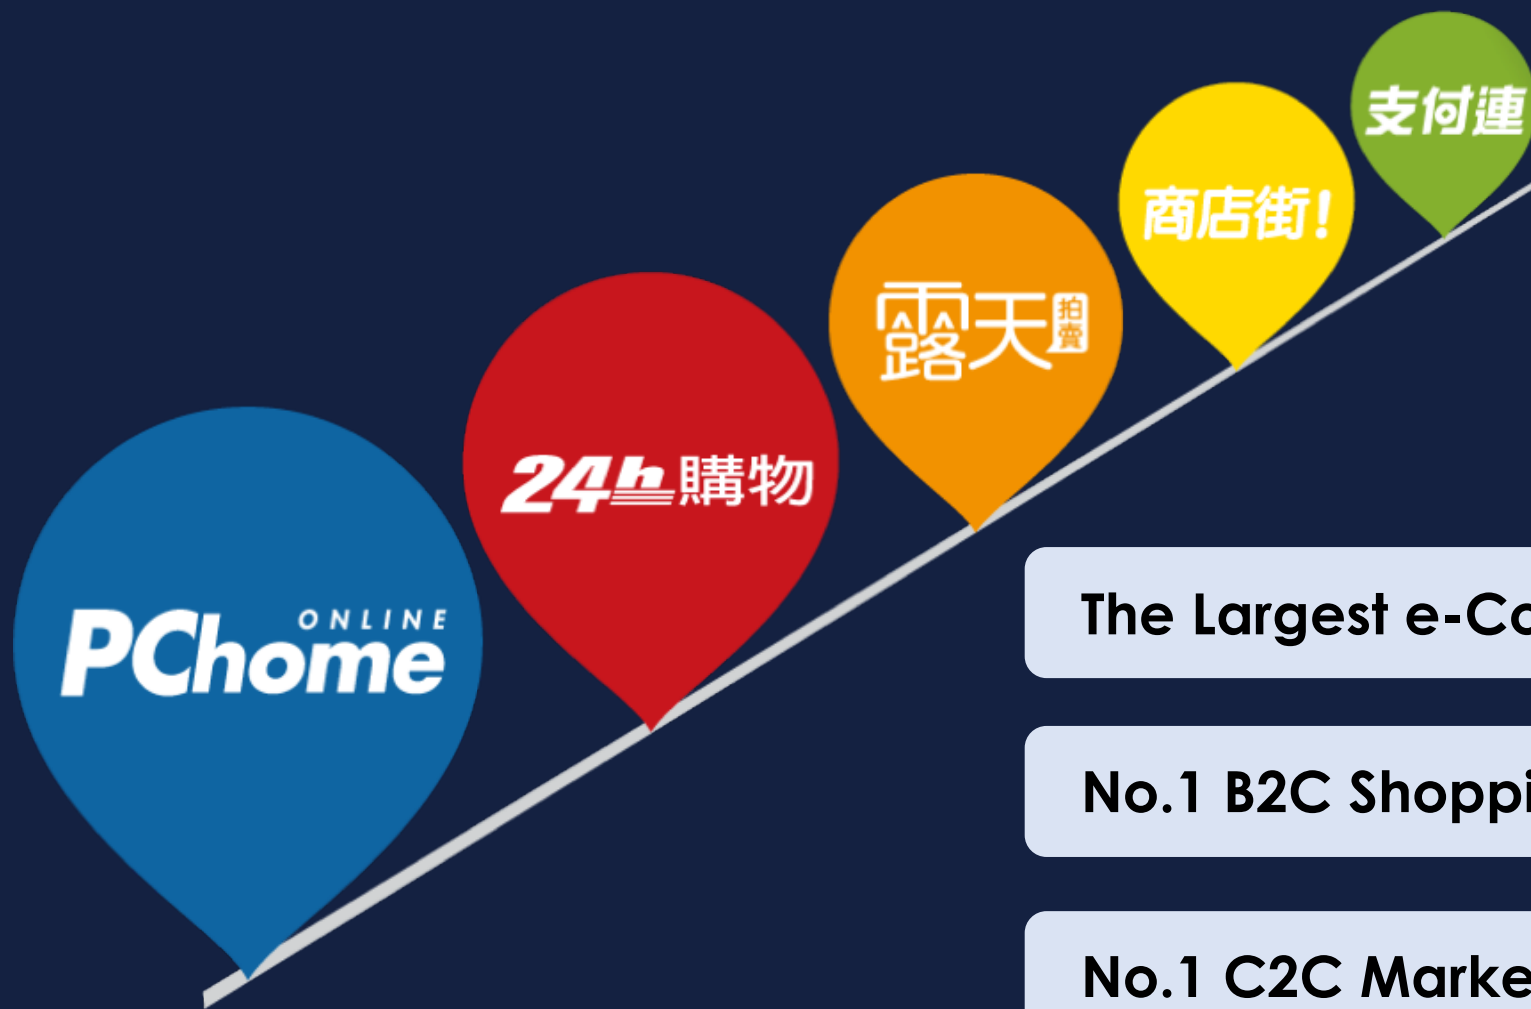 支付連
商店街!
露天拍賣
24h購物
ONLINE
PChome
The Largest e-Co
No.1 B2C Shoppi
No.1 C2C Marke